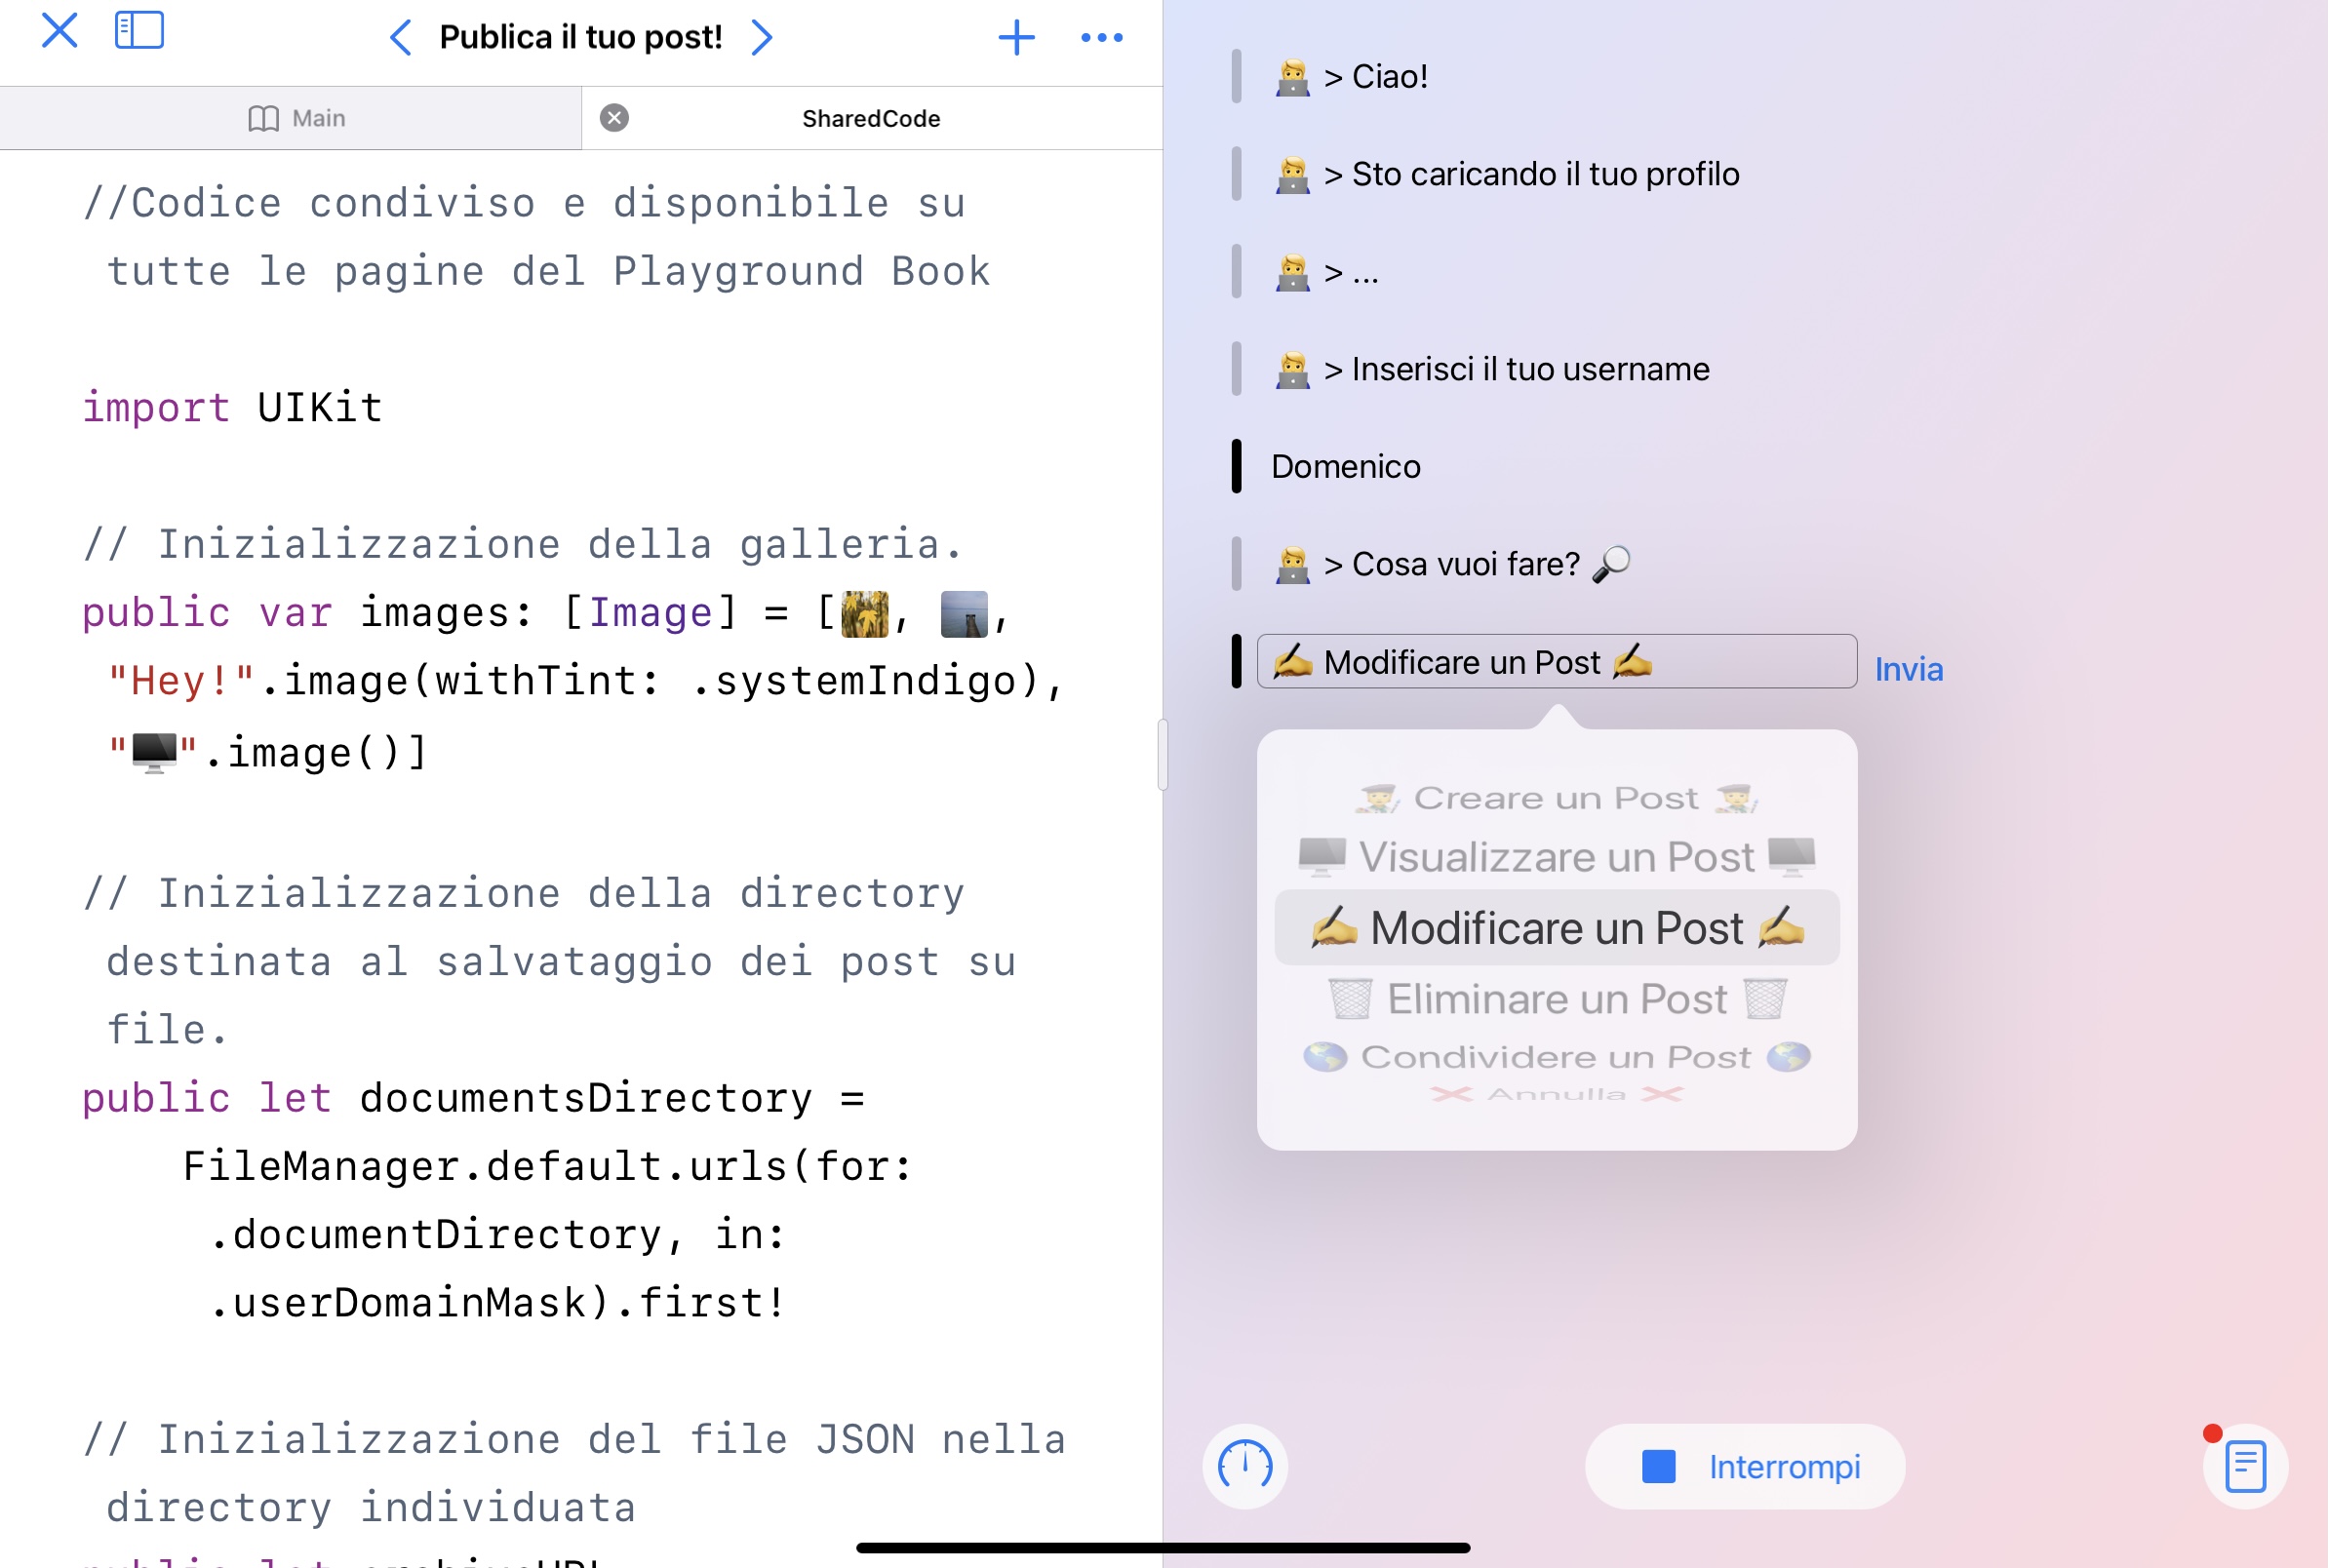 Publica il tuo post!
Main
SharedCode
//Codice condiviso e disponibile su
tutte le pagine del Playground Book
import UIKit
// Inizializzazione della galleria.
public var images: [Image] = [, ,
"Hey!".image(withTint: .systemIndigo),
"🖥".image()]
// Inizializzazione della directory
destinata al salvataggio dei post su
file.
public let documentsDirectory =
FileManager.default.urls(for:
.documentDirectory, in:
.userDomainMask).first!
// Inizializzazione del file JSON nella
directory individuata
public let archiveURL
> Ciao!
> Sto caricando il tuo profilo
> ...
> Inserisci il tuo username
Domenico
> Cosa vuoi fare? 🔎
✍️ Modificare un Post ✍️
Invia
Creare un Post
🖥 Visualizzare un Post 🖥
✍️ Modificare un Post ✍️
🗑 Eliminare un Post 🗑
🌎 Condividere un Post 🌎
❌ Annulla ❌
Interrompi